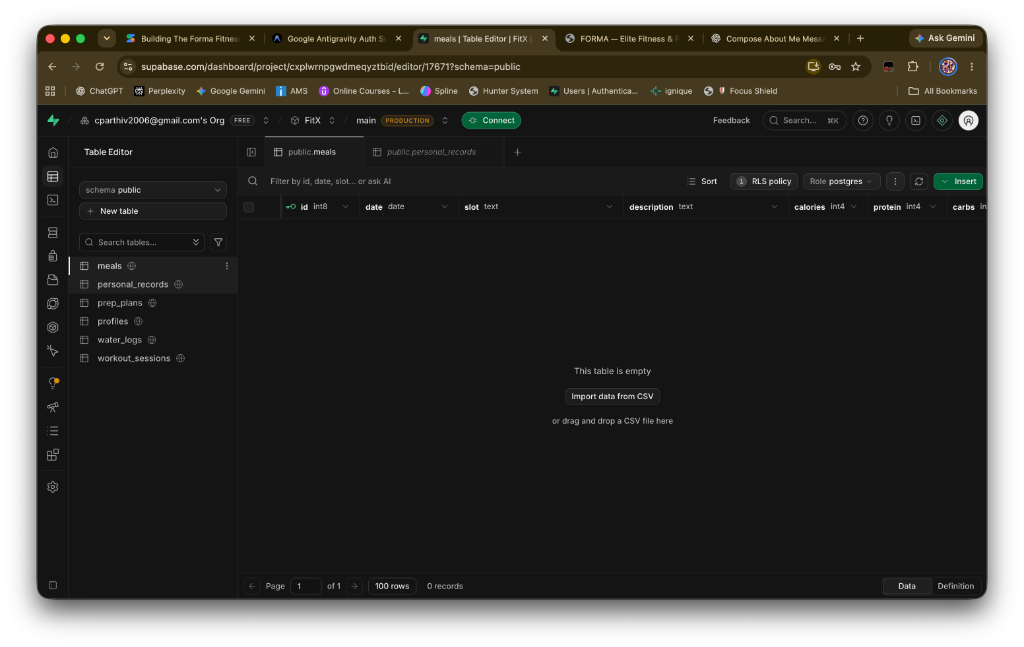 Building The Forma Fitnes
Google Antigravity Auth S
meals | Table Editor | FitX |
FORMA — Elite Fitness & F
Compose About Me Mess
Ask Gemini
supabase.com/dashboard/project/cxplwrnpgwdmeqyztbid/editor/17671?schema=public
ChatGPT
Perplexity
Google Gemini
AMS
Online Courses - L...
Spline
Hunter System
Users | Authentica...
ignique
Focus Shield
All Bookmarks
cparthiv2006@gmail.com's Org FREE
FitX
main PRODUCTION
Connect
Feedback
Search... ⌘K
Table Editor
public.meals
public.personal_records
schema public
New table
Search tables...
meals
personal_records
prep_plans
profiles
water_logs
workout_sessions
Filter by id, date, slot... or ask AI
Sort
1 RLS policy
Role postgres
Insert
id int8
date date
slot text
description text
calories int4
protein int4
carbs in
This table is empty
Import data from CSV
or drag and drop a CSV file here
Page 1 of 1
100 rows
0 records
Data
Definition